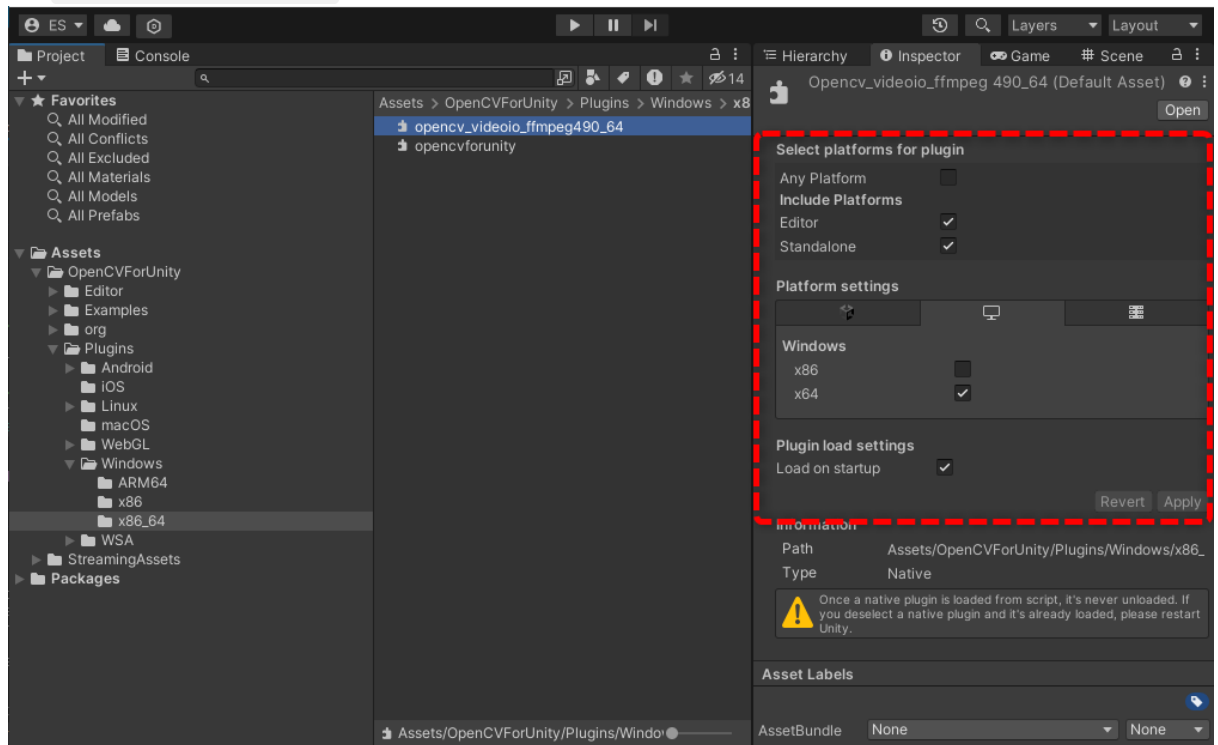 ES
Layers
Layout
Project
Console
14
Favorites
All Modified
All Conflicts
All Excluded
All Materials
All Models
All Prefabs
Assets
OpenCVForUnity
Editor
Examples
org
Plugins
Android
iOS
Linux
macOS
WebGL
Windows
ARM64
x86
x86_64
WSA
StreamingAssets
Packages
Assets > OpenCVForUnity > Plugins > Windows > x8
opencv_videoio_ffmpeg490_64
opencvforunity
Assets/OpenCVForUnity/Plugins/Windo
Hierarchy
Inspector
Game
Scene
Opencv_videoio_ffmpeg 490_64 (Default Asset)
Open
Select platforms for plugin
Any Platform
Include Platforms
Editor
Standalone
Platform settings
Windows
x86
x64
Plugin load settings
Load on startup
Revert Apply
Information
Path Assets/OpenCVForUnity/Plugins/Windows/x86_
Type Native
Once a native plugin is loaded from script, it's never unloaded. If
you deselect a native plugin and it's already loaded, please restart
Unity.
Asset Labels
AssetBundle None None